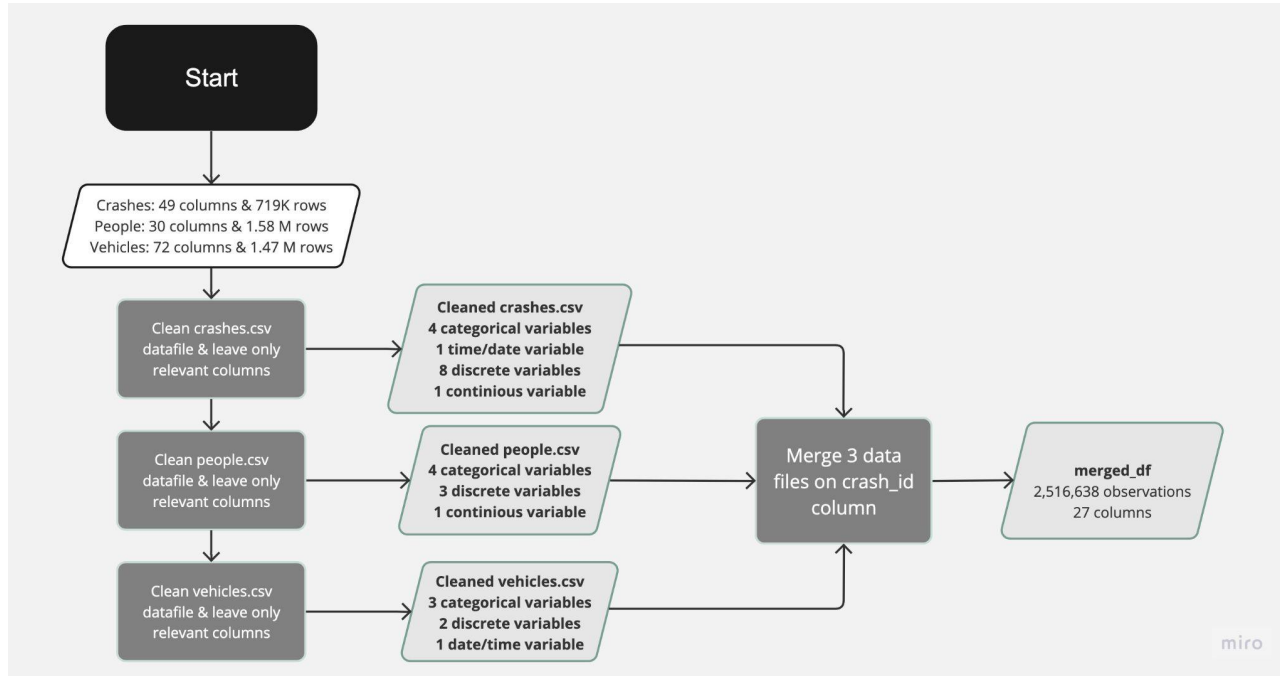 Start
Crashes: 49 columns & 719K rows
People: 30 columns & 1.58 M rows
Vehicles: 72 columns & 1.47 M rows
Clean crashes.csv
datafile & leave only
relevant columns
Cleaned crashes.csv
4 categorical variables
1 time/date variable
8 discrete variables
1 continious variable
Clean people.csv
datafile & leave only
relevant columns
Cleaned people.csv
4 categorical variables
3 discrete variables
1 continious variable
Clean vehicles.csv
datafile & leave only
relevant columns
Cleaned vehicles.csv
3 categorical variables
2 discrete variables
1 date/time variable
Merge 3 data
files on crash_id
column
merged_df
2,516,638 observations
27 columns
miro